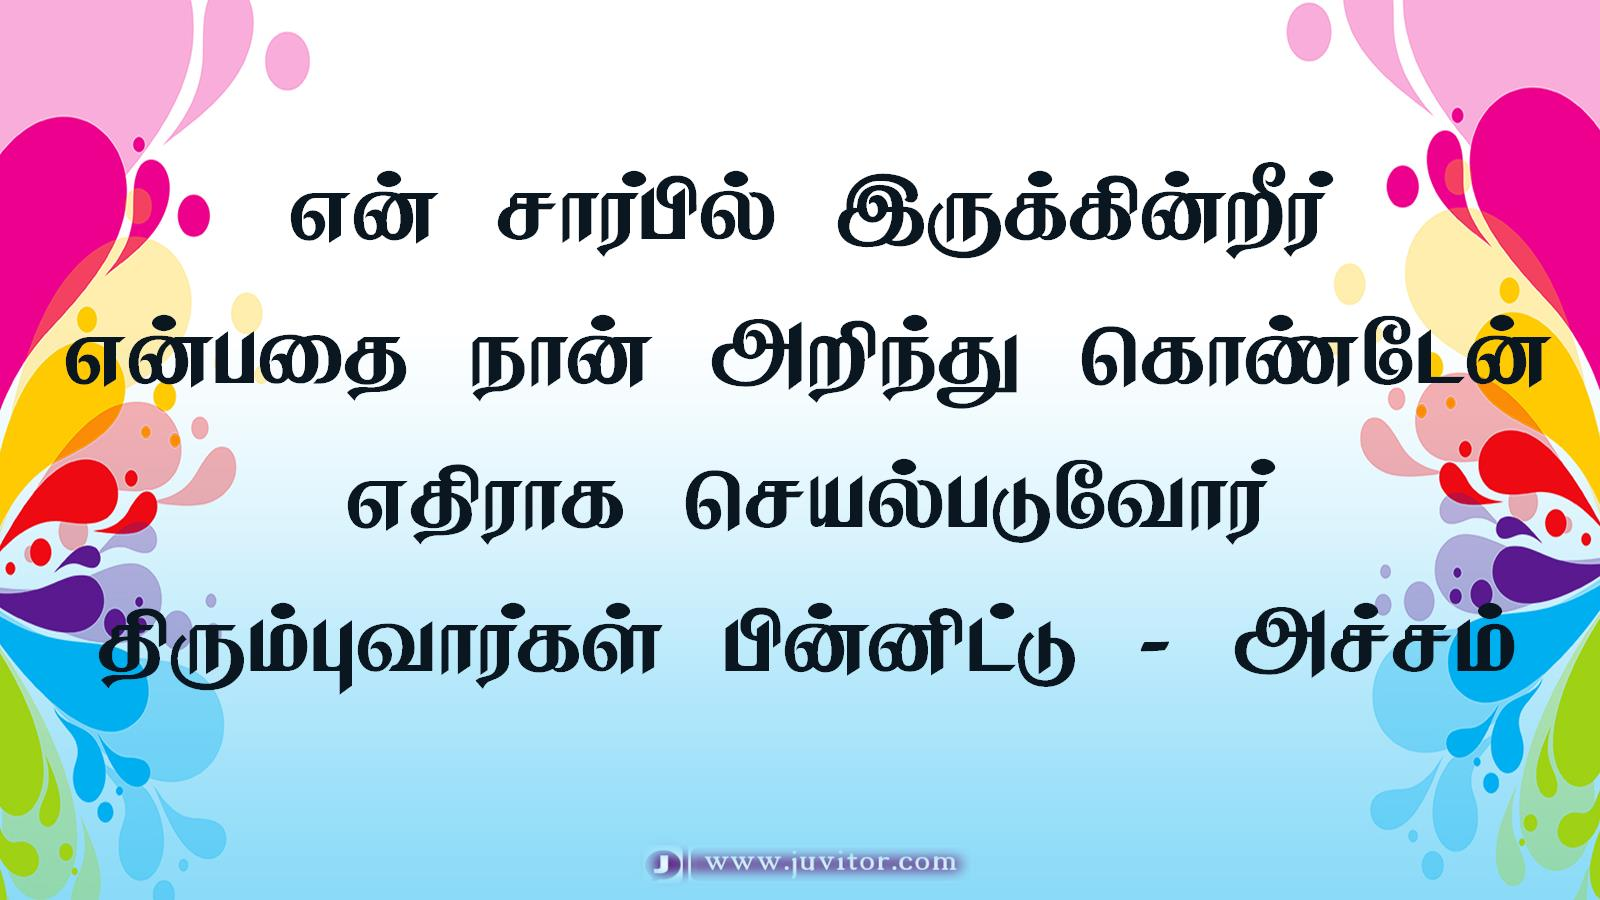 என் சார்பில் இருக்கின்றீர்
என்பதை நான் அறிந்து கொண்டேன்
எதிராக செயல்படுவோர்
திரும்புவார்கள் பின்னிட்டு - அச்சம்
J www.juvitor.com